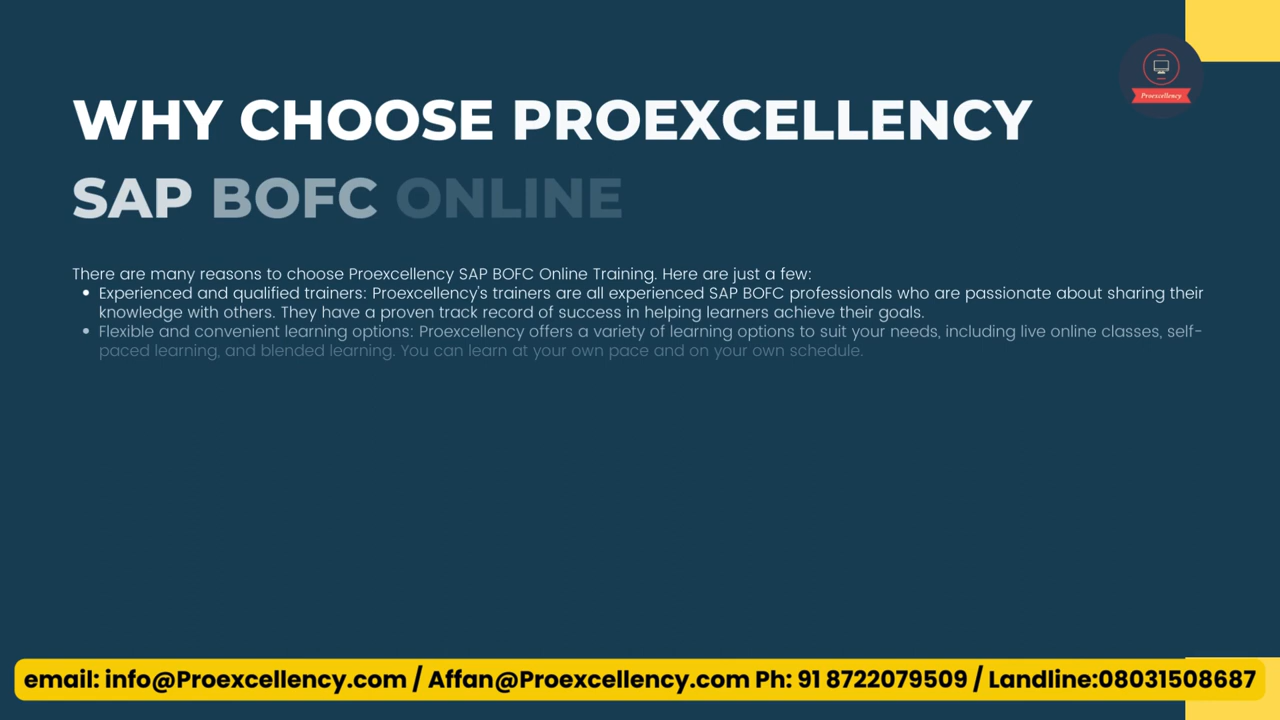 Proexcellency
WHY CHOOSE PROEXCELLENCY
SAP BOFC ONLINE
There are many reasons to choose Proexcellency SAP BOFC Online Training. Here are just a few:
• Experienced and qualified trainers: Proexcellency's trainers are all experienced SAP BOFC professionals who are passionate about sharing their
knowledge with others. They have a proven track record of success in helping learners achieve their goals.
• Flexible and convenient learning options: Proexcellency offers a variety of learning options to suit your needs, including live online classes, self-
paced learning, and blended learning. You can learn at your own pace and on your own schedule.
email: info@Proexcellency.com / Affan@Proexcellency.com Ph: 91 8722079509 / Landline:08031508687